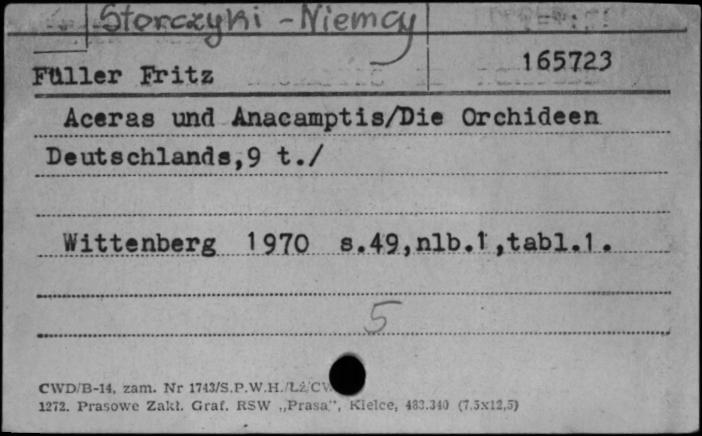 Storczyki - Niemcy
Füller Fritz 165723
Aceras und Anacamptis/Die Orchideen
Deutschlands,9 t./
Wittenberg 1970 s.49,nlb.1,tabl.1.
5
CWD/B-14, zam. Nr 1743/S.P.W.H./Łż/CW
1272. Prasowe Zakł. Graf. RSW „Prasa", Kielce, 483.340 (7,5x12,5)